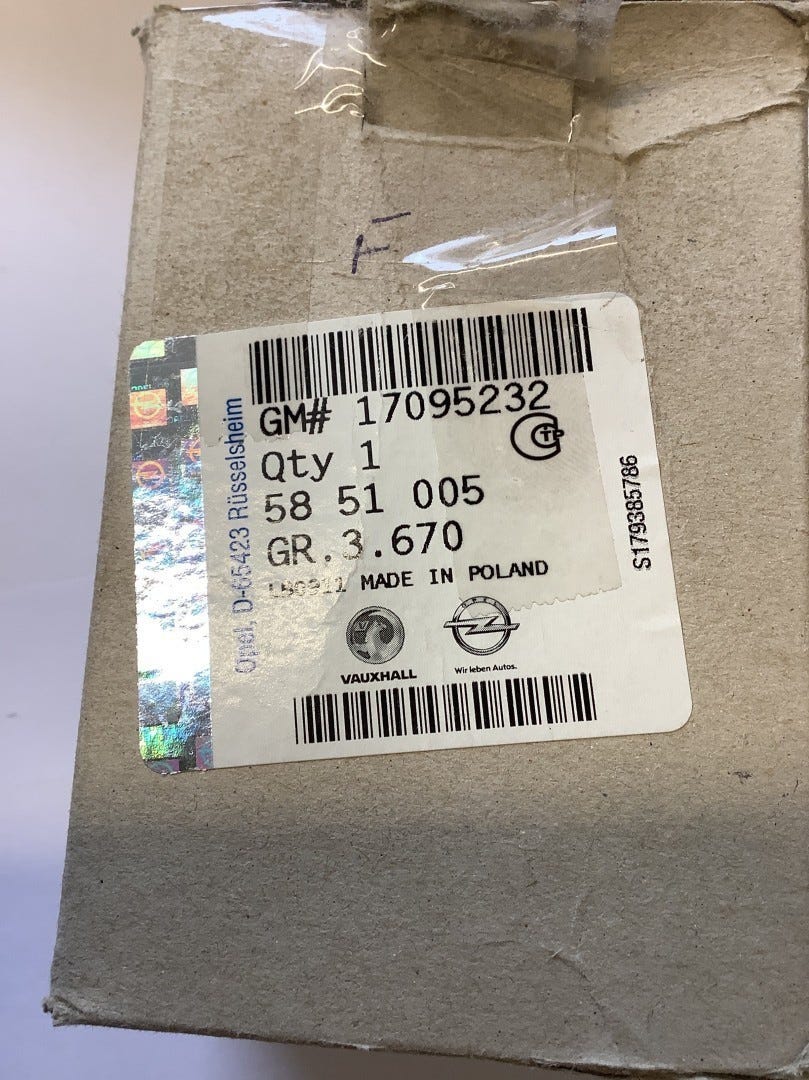 F
GM# 17095232
Qty 1
58 51 005
GR.3.670
MADE IN POLAND
VAUXHALL
OPEL
Wir leben Autos.
Opel, D-65423 Rüsselsheim
S179385786